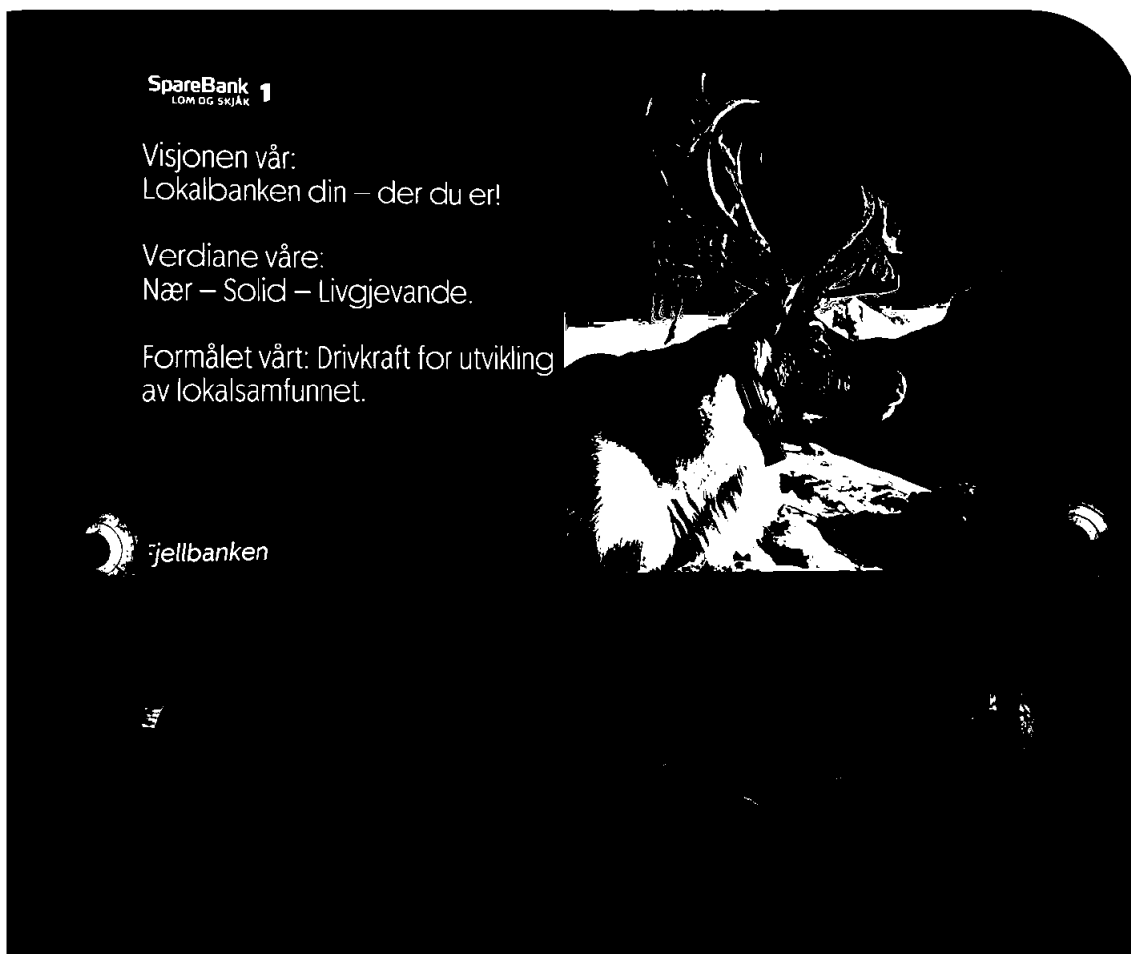 SpareBank 1
LOM OG SKJÅK
Visjonen vår:
Lokalbanken din – der du er!
Verdiane våre:
Nær – Solid – Livgjevande.
Formålet vårt: Drivkraft for utvikling
av lokalsamfunnet.
Fjellbanken